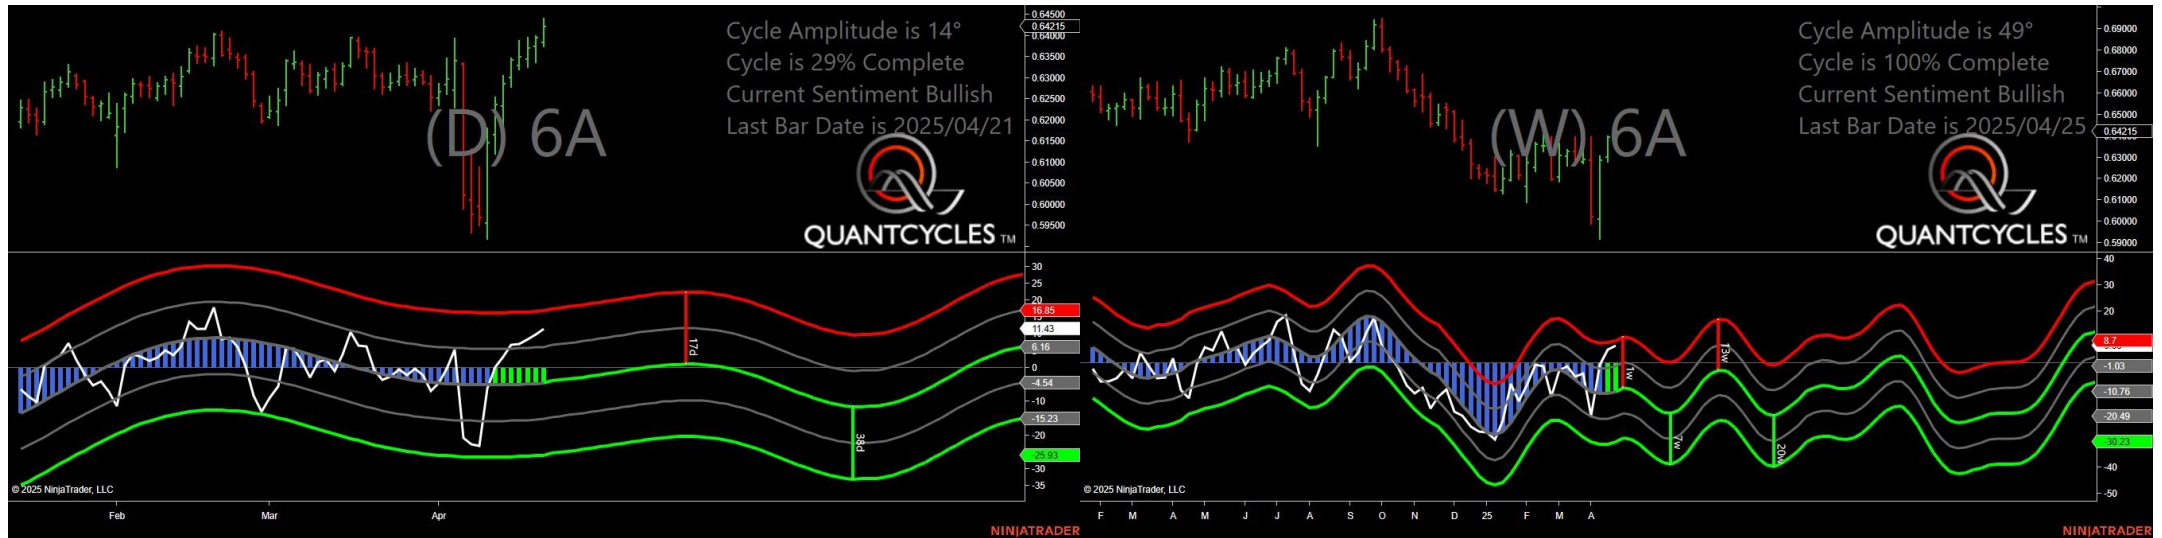 Cycle Amplitude is 14°
Cycle is 29% Complete
Current Sentiment Bullish
Last Bar Date is 2025/04/21
(D) 6A
QUANTCYCLES TM
0.64500
0.64215
0.64000
0.63500
0.63000
0.62500
0.62000
0.61500
0.61000
0.60500
0.60000
0.59500
30
25
20
16.85
11.43
6.16
0
-4.54
-10
-15.23
-20
-25.93
-30
-35
17d
38d
© 2025 NinjaTrader, LLC
Feb Mar Apr
NINJATRADER
Cycle Amplitude is 49°
Cycle is 100% Complete
Current Sentiment Bullish
Last Bar Date is 2025/04/25
(W) 6A
QUANTCYCLES TM
0.69000
0.68000
0.67000
0.66000
0.65000
0.64215
0.63000
0.62000
0.61000
0.60000
0.59000
40
30
20
8.7
-1.03
-10.76
-20.49
-30.23
-40
-50
1w
13w
7w
20w
© 2025 NinjaTrader, LLC
F M A M J J A S O N D 25 F M A
NINJATRADER